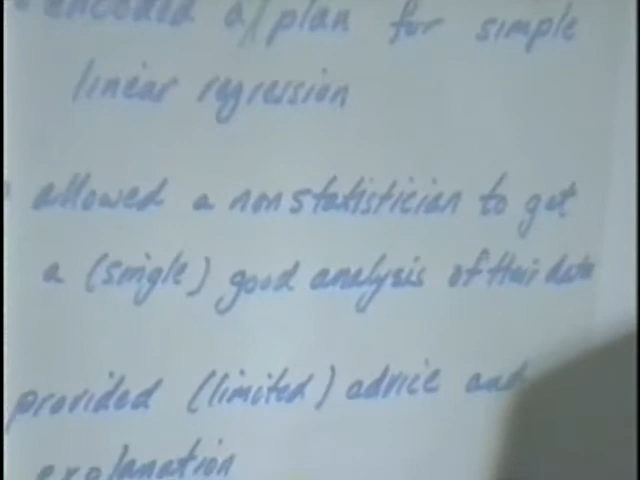 encoded a plan for simple
linear regression
allowed a nonstatistician to get
a (single) good analysis of their data
provided (limited) advice and
explanation